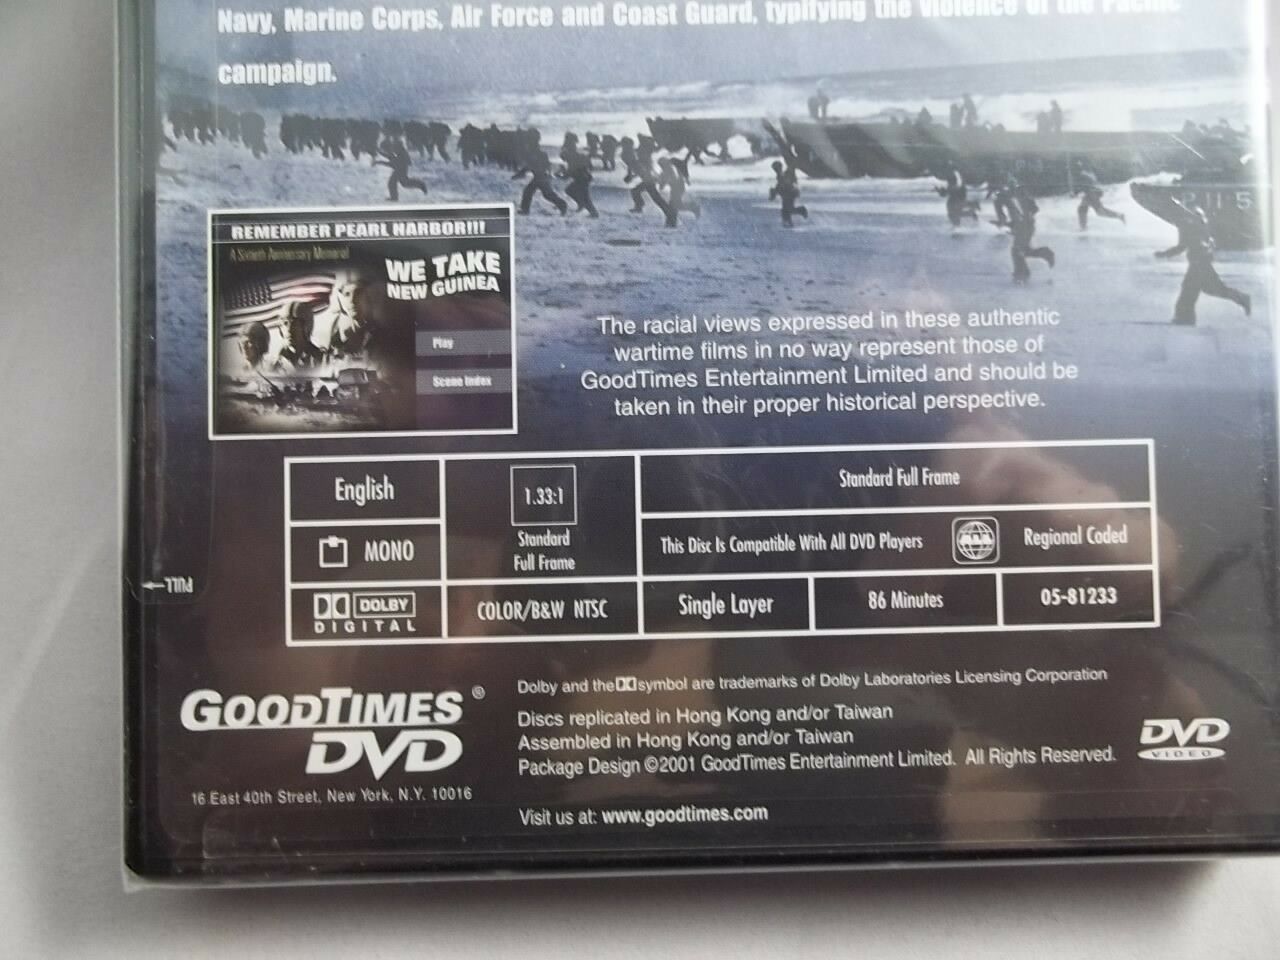 Navy, Marine Corps, Air Force and Coast Guard, typifying the violence of the Pacific
campaign.
2115
REMEMBER PEARL HARBOR!!!
A Sixtieth Anniversary Memorial
WE TAKE
NEW GUINEA
Play
Scene Index
The racial views expressed in these authentic
wartime films in no way represent those of
GoodTimes Entertainment Limited and should be
taken in their proper historical perspective.
English
1.33:1
Standard
Full Frame
Standard Full Frame
MONO
This Disc Is Compatible With All DVD Players
ALL
Regional Coded
PULL
DOLBY
DIGITAL
COLOR/B&W NTSC
Single Layer
86 Minutes
05-81233
GOODTIMES®
DVD
16 East 40th Street, New York, N.Y. 10016
Dolby and the symbol are trademarks of Dolby Laboratories Licensing Corporation
Discs replicated in Hong Kong and/or Taiwan
Assembled in Hong Kong and/or Taiwan
Package Design ©2001 GoodTimes Entertainment Limited. All Rights Reserved.
Visit us at: www.goodtimes.com
DVD
VIDEO